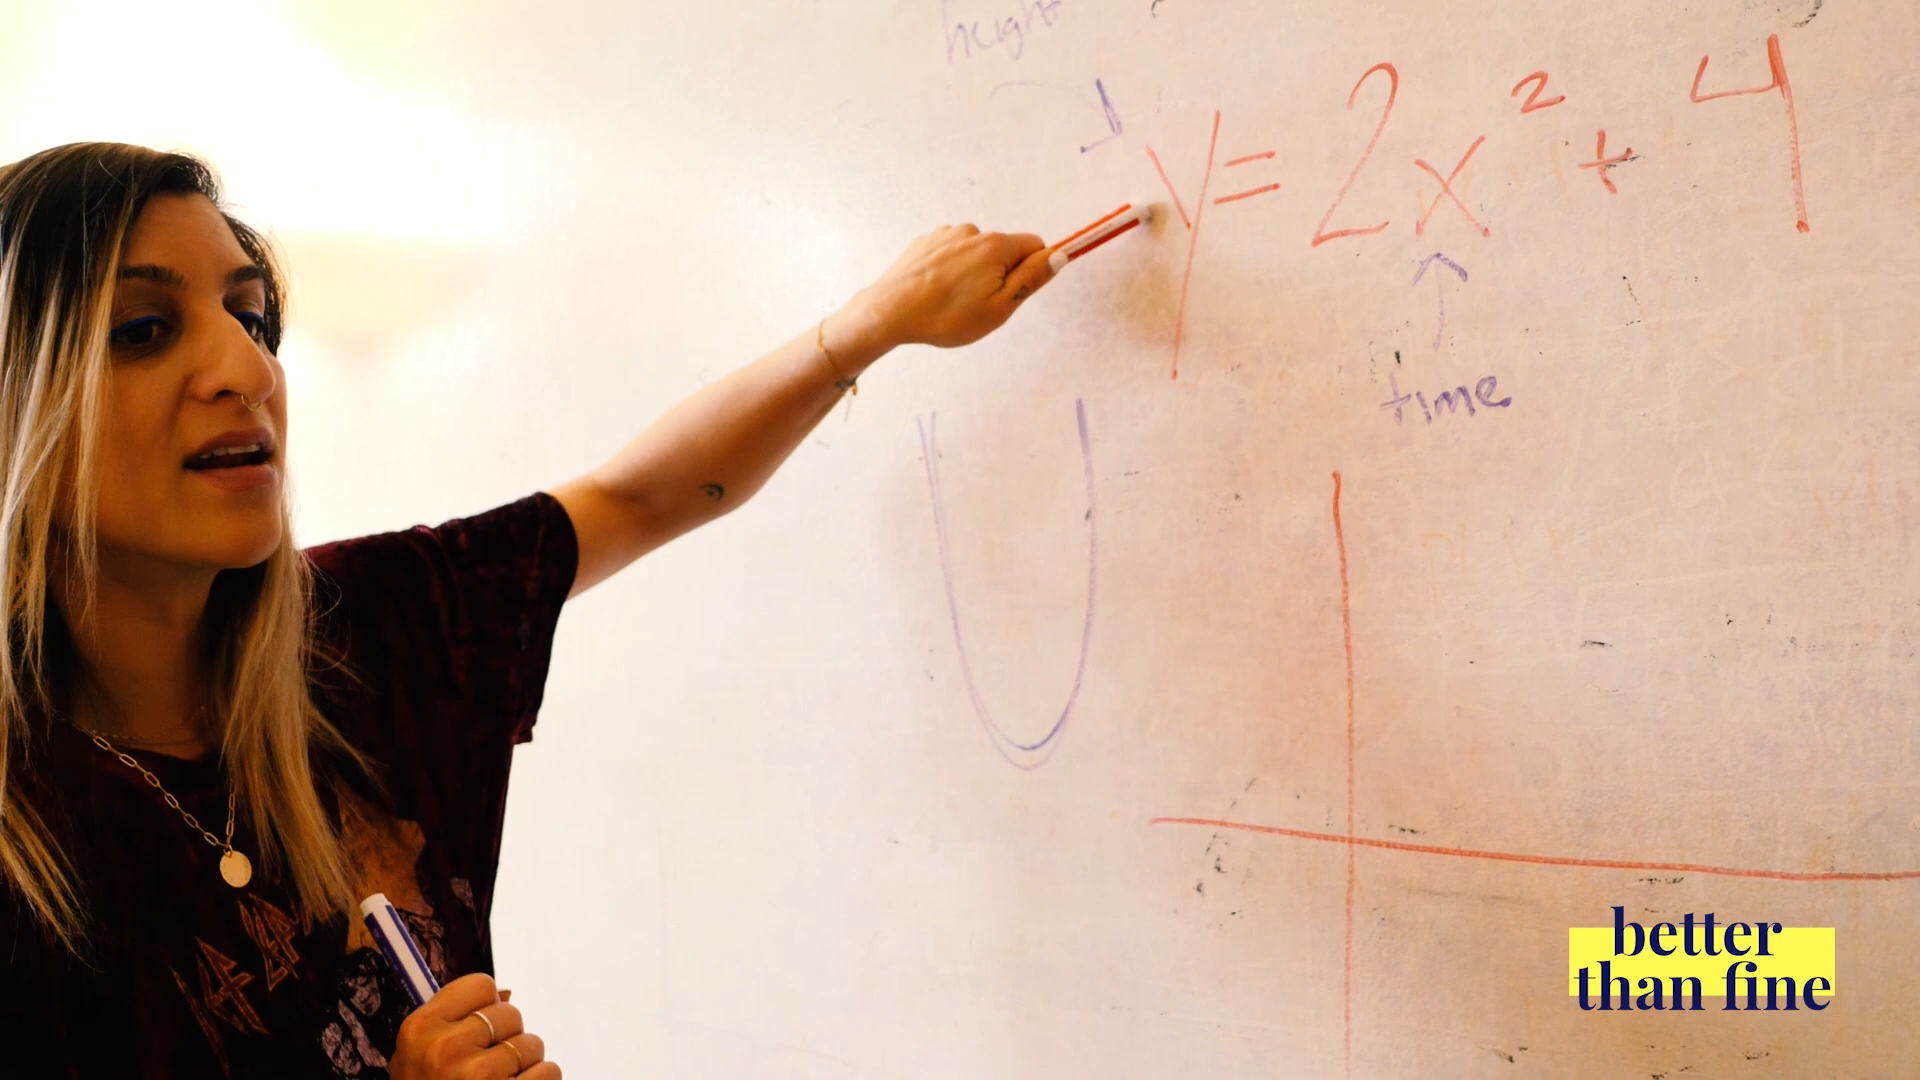 height
y = 2x² + 4
time
better
than fine